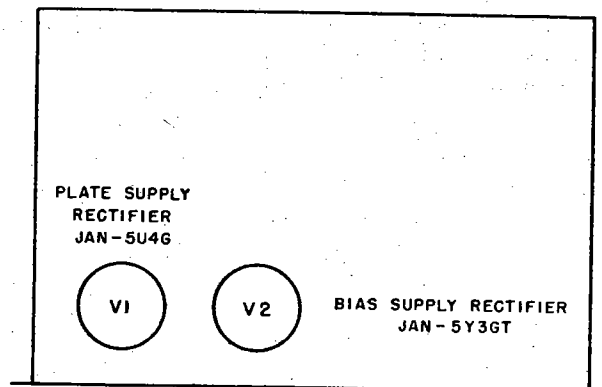 PLATE SUPPLY
RECTIFIER
JAN-5U4G
V1
V2
BIAS SUPPLY RECTIFIER
JAN-5Y3GT